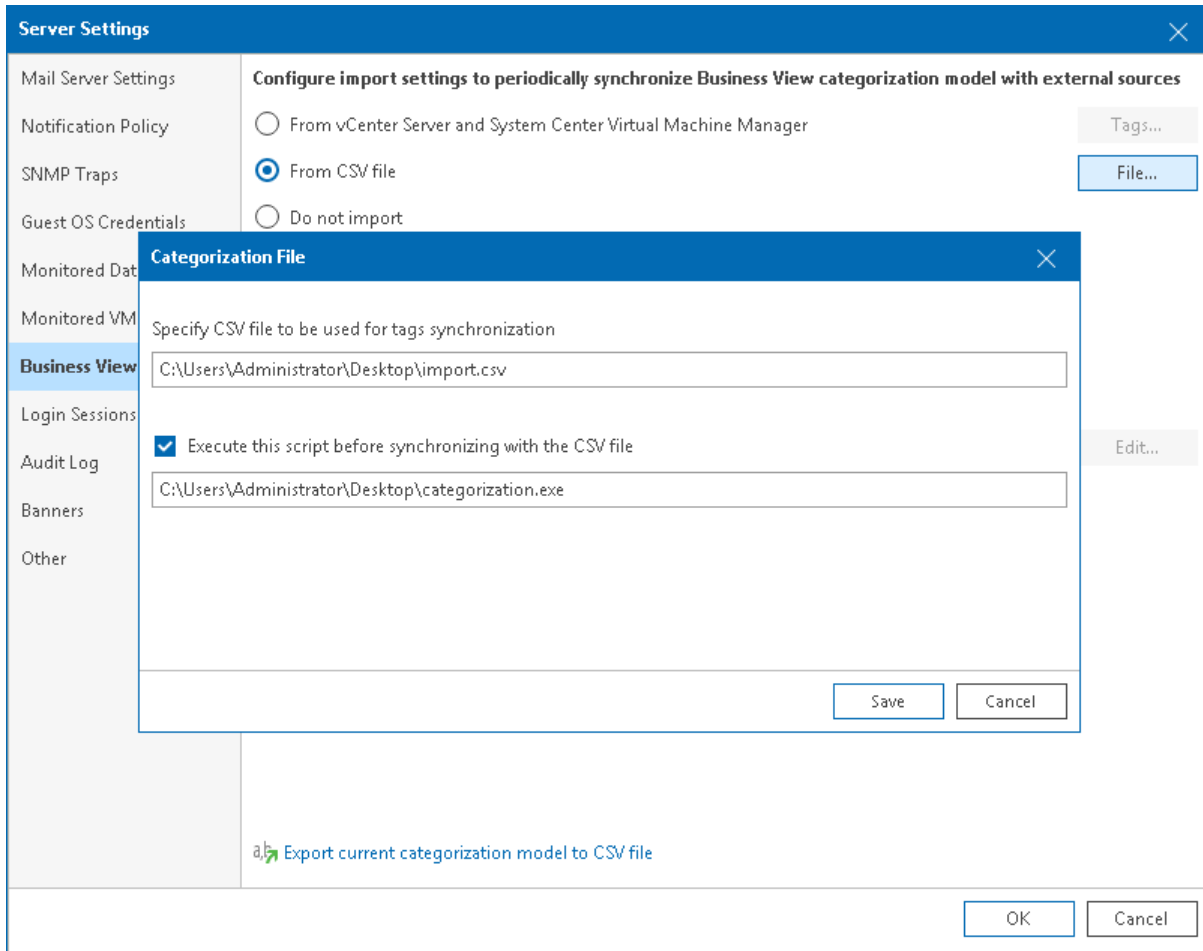 Server Settings
Mail Server Settings
Notification Policy
SNMP Traps
Guest OS Credentials
Monitored Dat
Monitored VM
Business View
Login Sessions
Audit Log
Banners
Other
Configure import settings to periodically synchronize Business View categorization model with external sources
From vCenter Server and System Center Virtual Machine Manager
Tags...
From CSV file
File...
Do not import
Categorization File
Specify CSV file to be used for tags synchronization
C:\Users\Administrator\Desktop\import.csv
Execute this script before synchronizing with the CSV file
C:\Users\Administrator\Desktop\categorization.exe
Save
Cancel
Edit...
a,b Export current categorization model to CSV file
OK
Cancel